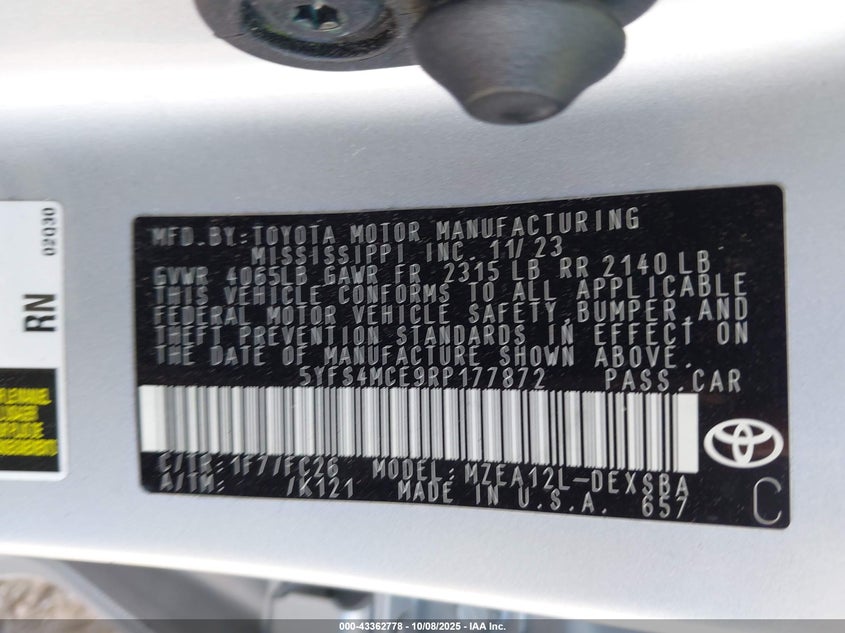 MFD.BY:TOYOTA MOTOR MANUFACTURING
MISSISSIPPI INC. 11/23
GVWR 4065LB GAWR FR 2315 LB RR 2140 LB
THIS VEHICLE CONFORMS TO ALL APPLICABLE
FEDERAL MOTOR VEHICLE SAFETY,BUMPER,AND
THEFT PREVENTION STANDARDS IN EFFECT ON
THE DATE OF MANUFACTURE SHOWN ABOVE.
5YFS4MCE9RP177872 PASS.CAR
C/TR: 1F7/FC26 MODEL:MZEA12L-DEXSBA
A/TM: /K121 MADE IN U.S.A. 657
C
RN
02Q30
000-43362778 - 10/08/2025 - IAA Inc.